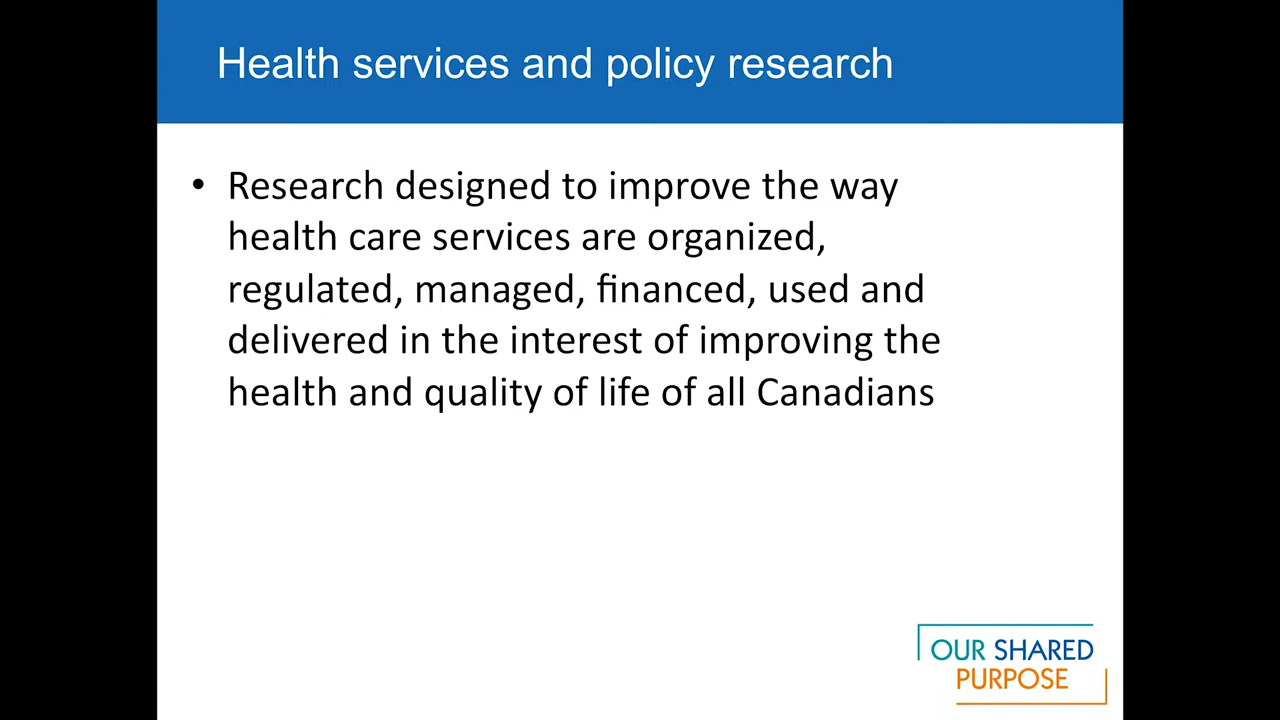 Health services and policy research
• Research designed to improve the way
health care services are organized,
regulated, managed, financed, used and
delivered in the interest of improving the
health and quality of life of all Canadians
OUR SHARED
PURPOSE